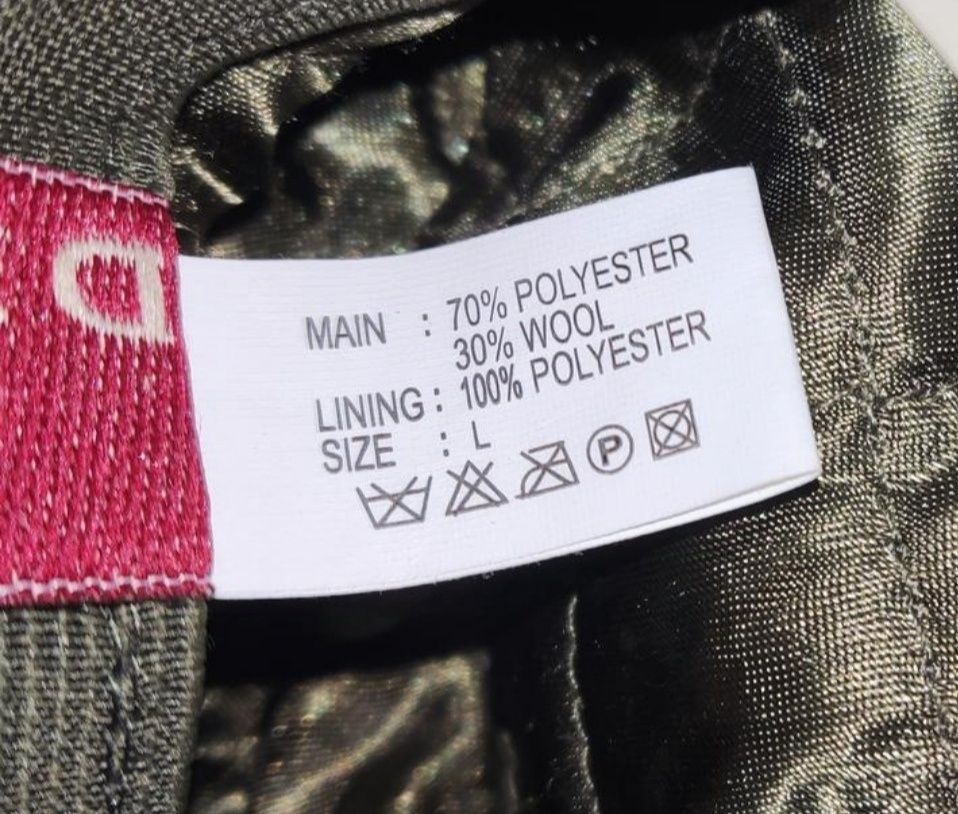 MAIN : 70% POLYESTER
30% WOOL
LINING : 100% POLYESTER
SIZE : L
P
D